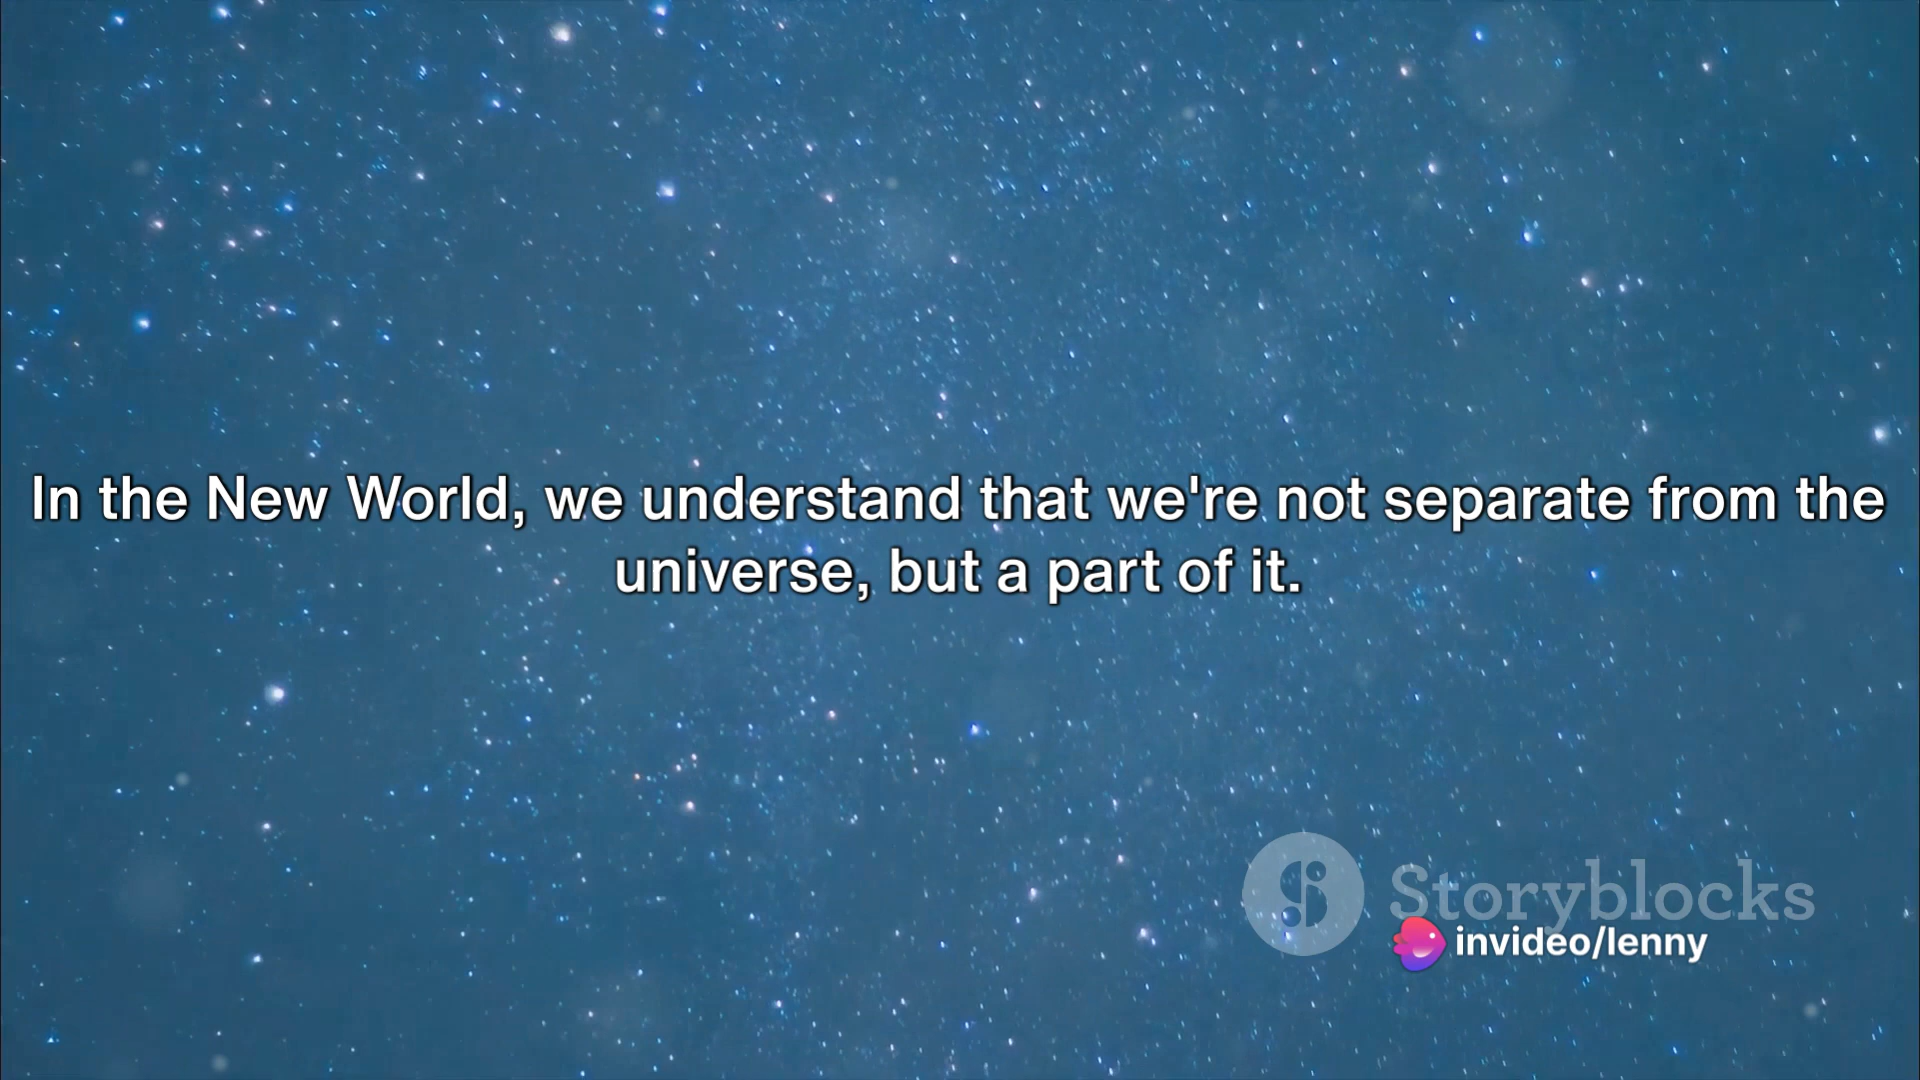 In the New World, we understand that we're not separate from the
universe, but a part of it.
Storyblocks
invideo/lenny